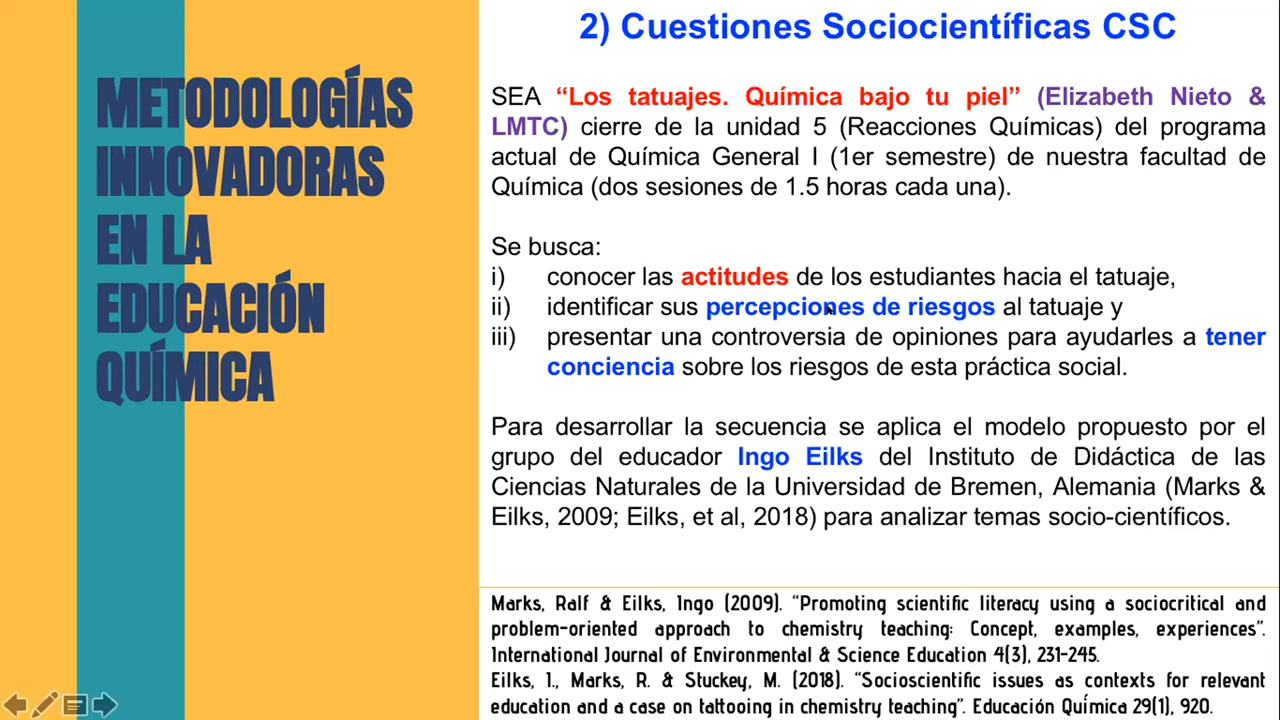 METODOLOGÍAS
INNOVADORAS
EN LA
EDUCACIÓN
QUÍMICA
2) Cuestiones Sociocientíficas CSC
SEA “Los tatuajes. Química bajo tu piel” (Elizabeth Nieto &
LMTC) cierre de la unidad 5 (Reacciones Químicas) del programa
actual de Química General I (1er semestre) de nuestra facultad de
Química (dos sesiones de 1.5 horas cada una).
Se busca:
i) conocer las actitudes de los estudiantes hacia el tatuaje,
ii) identificar sus percepciones de riesgos al tatuaje y
iii) presentar una controversia de opiniones para ayudarles a tener
conciencia sobre los riesgos de esta práctica social.
Para desarrollar la secuencia se aplica el modelo propuesto por el
grupo del educador Ingo Eilks del Instituto de Didáctica de las
Ciencias Naturales de la Universidad de Bremen, Alemania (Marks &
Eilks, 2009; Eilks, et al, 2018) para analizar temas socio-científicos.
Marks, Ralf & Eilks, Ingo (2009). “Promoting scientific literacy using a sociocritical and
problem-oriented approach to chemistry teaching: Concept, examples, experiences”.
International Journal of Environmental & Science Education 4(3), 231-245.
Eilks, I., Marks, R. & Stuckey, M. (2018). “Socioscientific issues as contexts for relevant
education and a case on tattooing in chemistry teaching”. Educación Química 29(1), 920.